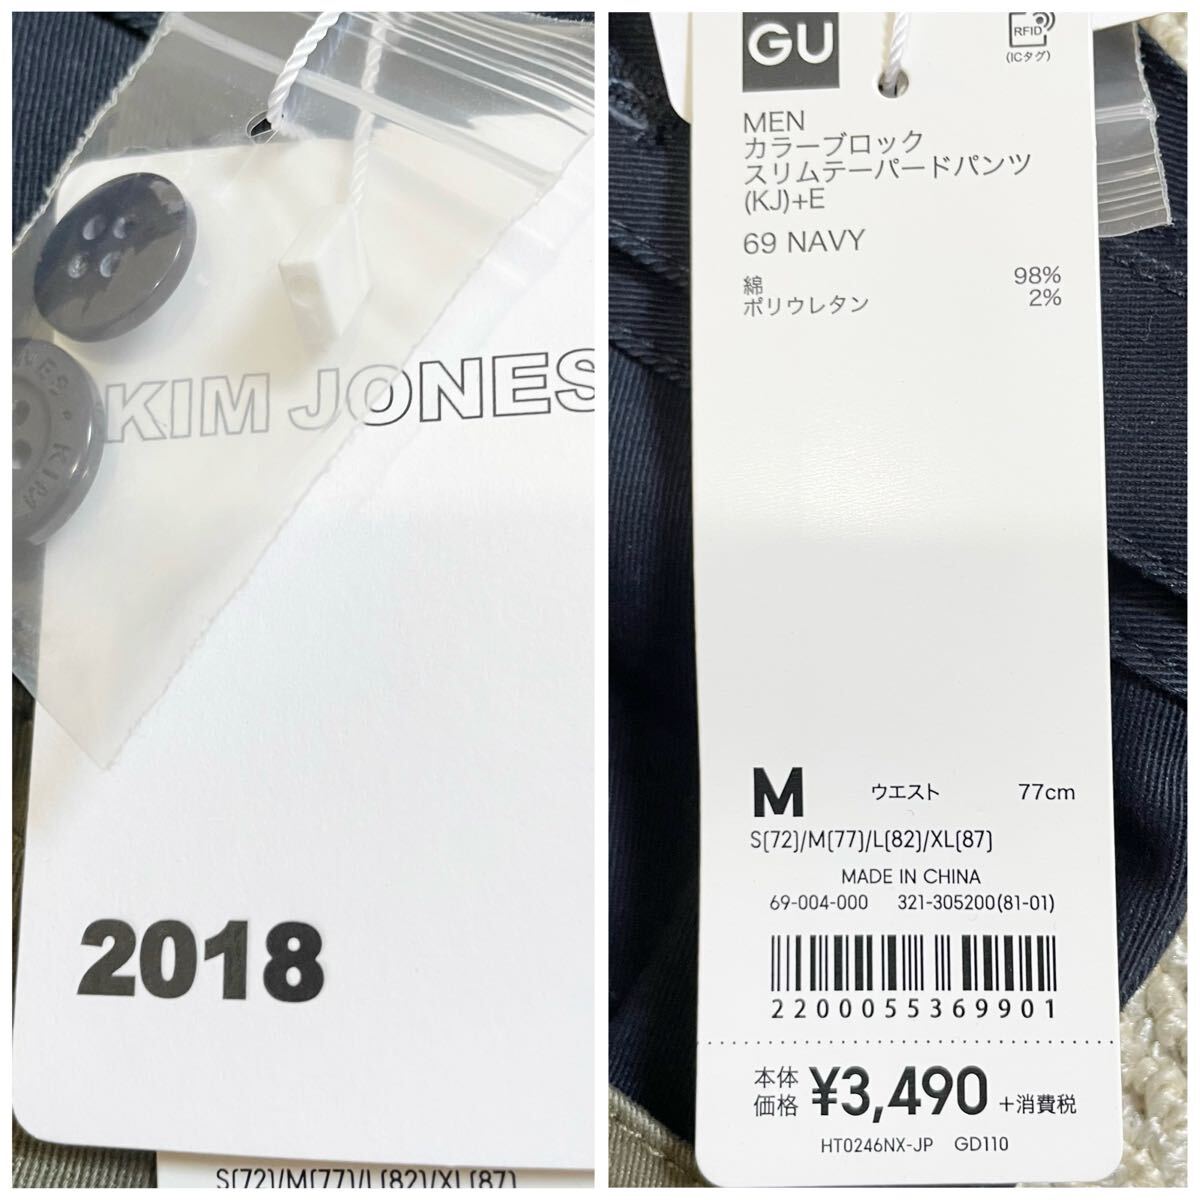 KIM JONES
NES • KIM
2018
S(72)/M(77)/L(82)/XL(87)
GU
RFID
(ICタグ)
MEN
カラーブロック
スリムテーパードパンツ
(KJ)+E
69 NAVY
綿 98%
ポリウレタン 2%
M ウエスト 77cm
S(72)/M(77)/L(82)/XL(87)
MADE IN CHINA
69-004-000 321-305200(81-01)
2200055369901
本体
価格 ¥3,490 +消費税
HT0246NX-JP GD110